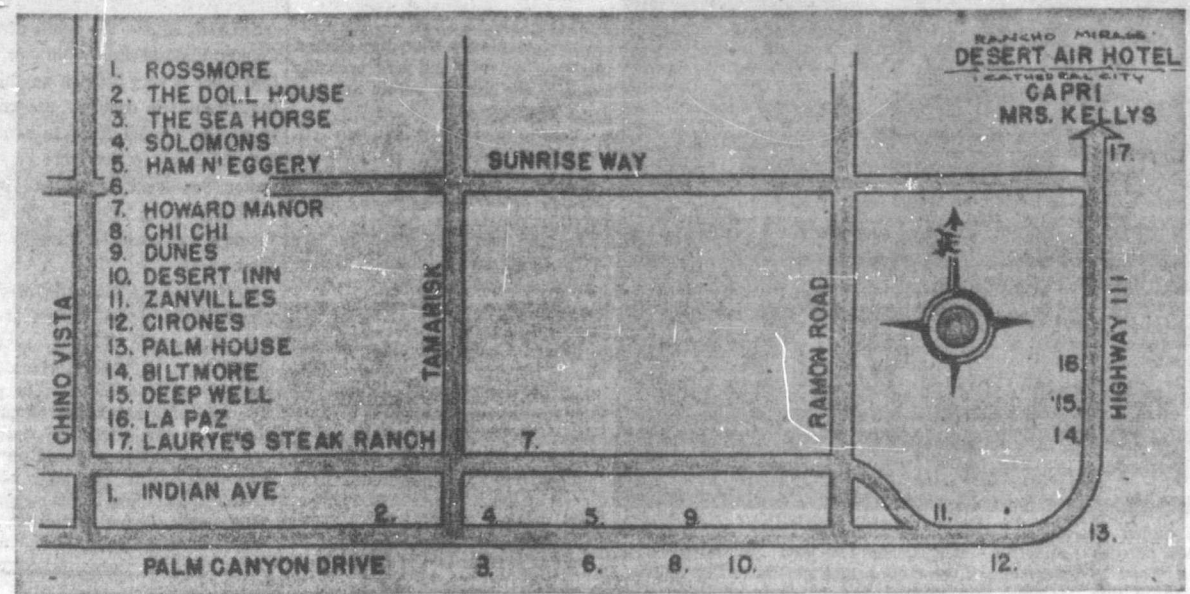 RANCHO MIRAGE
DESERT AIR HOTEL
CATHEDRAL CITY
CAPRI
MRS. KELLYS
17.
1. ROSSMORE
2. THE DOLL HOUSE
3. THE SEA HORSE
4. SOLOMONS
5. HAM N'EGGERY
6.
7. HOWARD MANOR
8. CHI CHI
9. DUNES
10. DESERT INN
11. ZANVILLES
12. CIRONES
13. PALM HOUSE
14. BILTMORE
15. DEEP WELL
16. LA PAZ
17. LAURYE'S STEAK RANCH
SUNRISE WAY
CHINO VISTA
TAMARISK
RAMON ROAD
HIGHWAY 111
16.
15.
14.
7.
1. INDIAN AVE
2.
4.
5.
9.
11.
13.
PALM CANYON DRIVE
3.
6.
8.
10.
12.